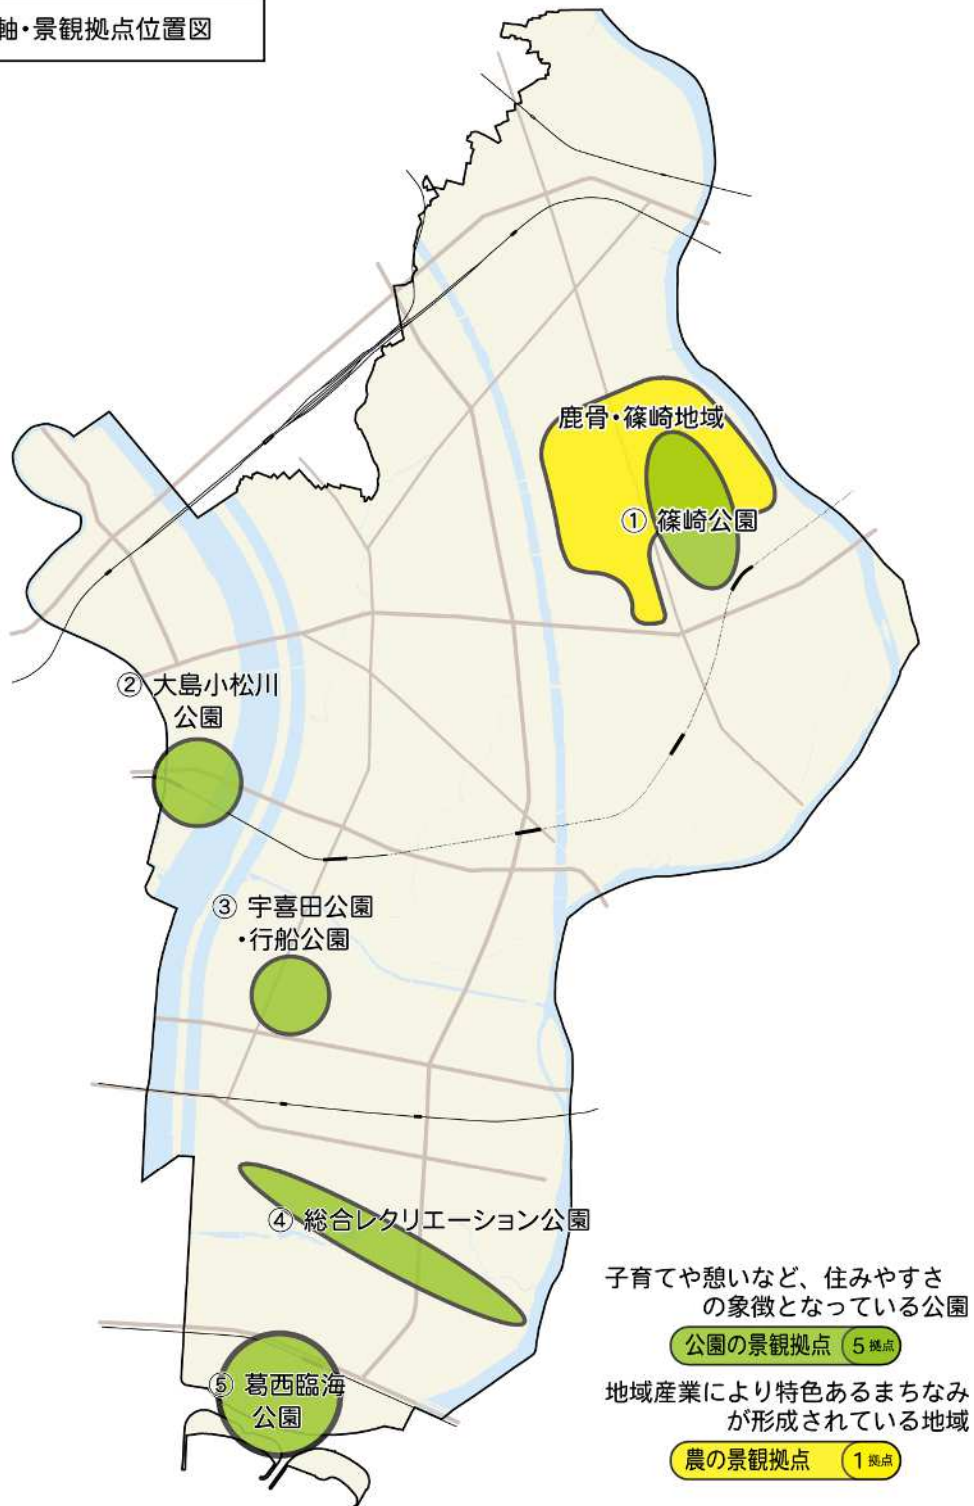 軸・景観拠点位置図
鹿骨・篠崎地域
① 篠崎公園
② 大島小松川
公園
③ 宇喜田公園
・行船公園
④ 総合レクリエーション公園
⑤ 葛西臨海
公園
子育てや憩いなど、住みやすさ
の象徴となっている公園
公園の景観拠点 5拠点
地域産業により特色あるまちなみ
が形成されている地域
農の景観拠点 1拠点